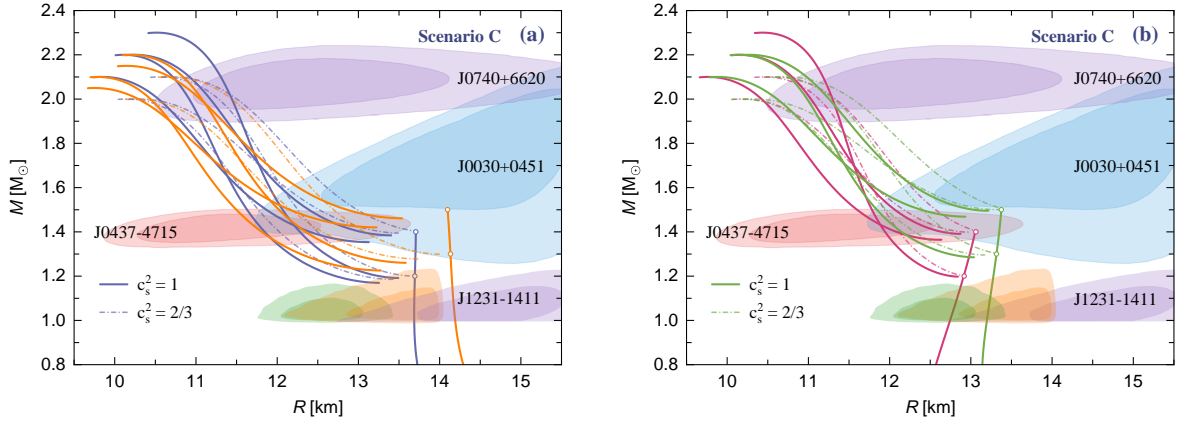 Scenario C (a)
J0740+6620
J0030+0451
J0437-4715
J1231-1411
c_s^2 = 1
c_s^2 = 2/3
M [M⊙]
2.4
2.2
2.0
1.8
1.6
1.4
1.2
1.0
0.8
10 11 12 13 14 15
R [km]
Scenario C (b)
J0740+6620
J0030+0451
J0437-4715
J1231-1411
c_s^2 = 1
c_s^2 = 2/3
M [M⊙]
2.4
2.2
2.0
1.8
1.6
1.4
1.2
1.0
0.8
10 11 12 13 14 15
R [km]